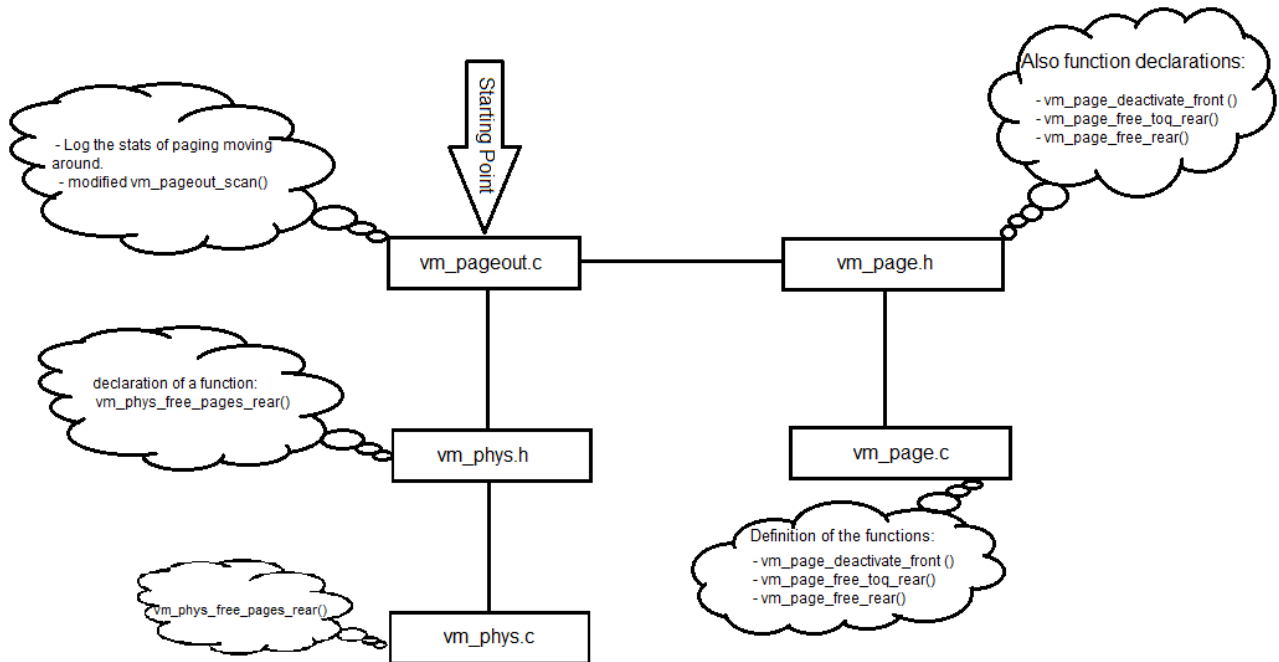 Starting Point
- Log the stats of paging moving
around.
- modified vm_pageout_scan()
Also function declarations:
- vm_page_deactivate_front ()
- vm_page_free_toq_rear()
- vm_page_free_rear()
vm_pageout.c
vm_page.h
declaration of a function:
vm_phys_free_pages_rear()
vm_phys.h
vm_page.c
Definition of the functions:
- vm_page_deactivate_front ()
- vm_page_free_toq_rear()
- vm_page_free_rear()
vm_phys_free_pages_rear()
vm_phys.c